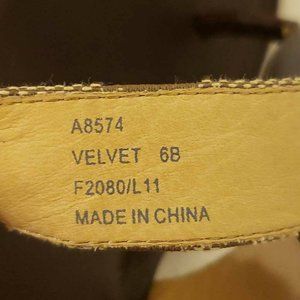 A8574
VELVET 6B
F2080/L11
MADE IN CHINA